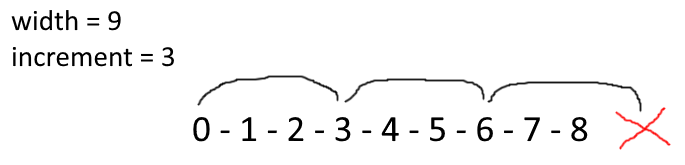 width = 9
increment = 3
0 - 1 - 2 - 3 - 4 - 5 - 6 - 7 - 8